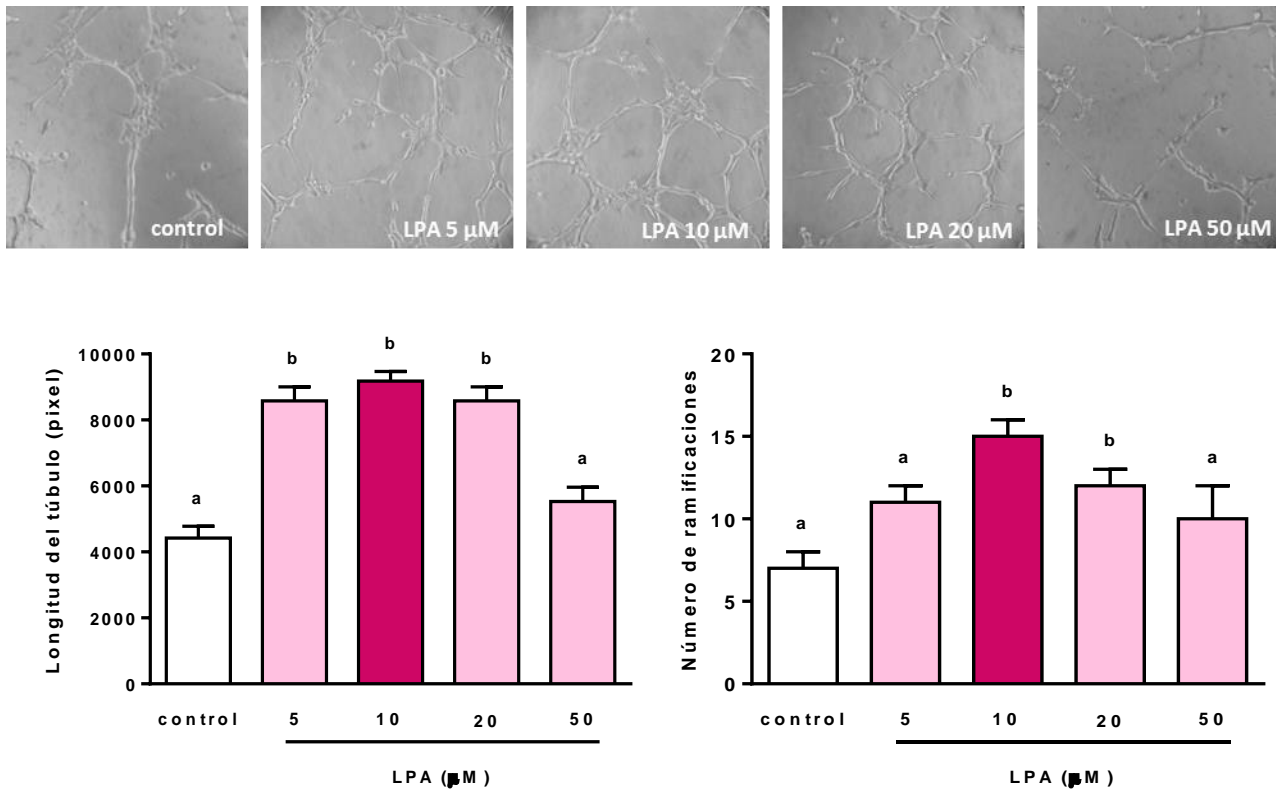 control
LPA 5 μM
LPA 10 μM
LPA 20 μM
LPA 50 μM
Longitud del túbulo (pixel)
10000
8000
6000
4000
2000
0
a
b
b
b
a
control 5 10 20 50
LPA (μM)
Número de ramificaciones
20
15
10
5
0
a
a
b
b
a
control 5 10 20 50
LPA (μM)